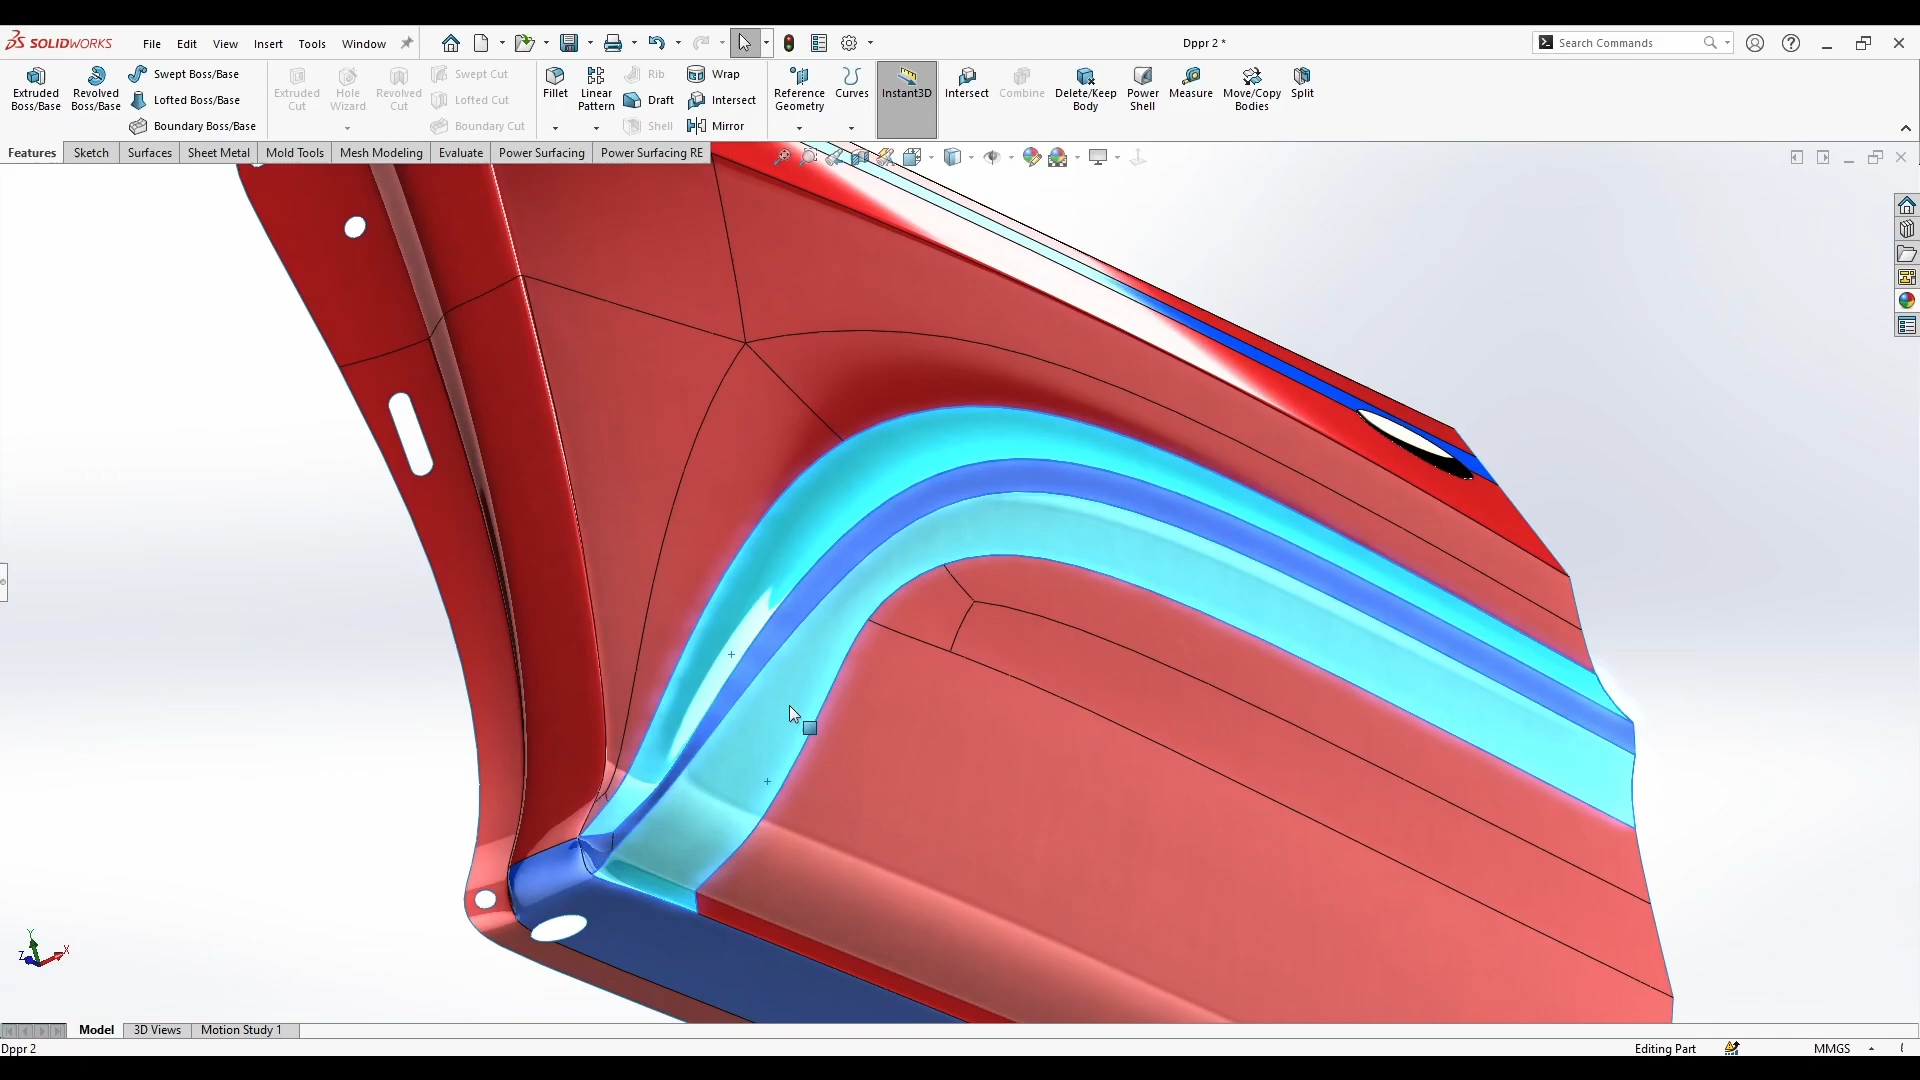 SOLIDWORKS File Edit View Insert Tools Window Dppr 2 * Search Commands
Extruded Boss/Base Revolved Boss/Base Swept Boss/Base Lofted Boss/Base Boundary Boss/Base
Extruded Cut Hole Wizard Revolved Cut Swept Cut Lofted Cut Boundary Cut
Fillet Linear Pattern Rib Draft Shell Wrap Intersect Mirror
Reference Geometry Curves Instant3D Intersect Combine Delete/Keep Body Power Shell Measure Move/Copy Bodies Split
Features Sketch Surfaces Sheet Metal Mold Tools Mesh Modeling Evaluate Power Surfacing Power Surfacing RE
Y
Z X
Model 3D Views Motion Study 1
Dppr 2 Editing Part MMGS